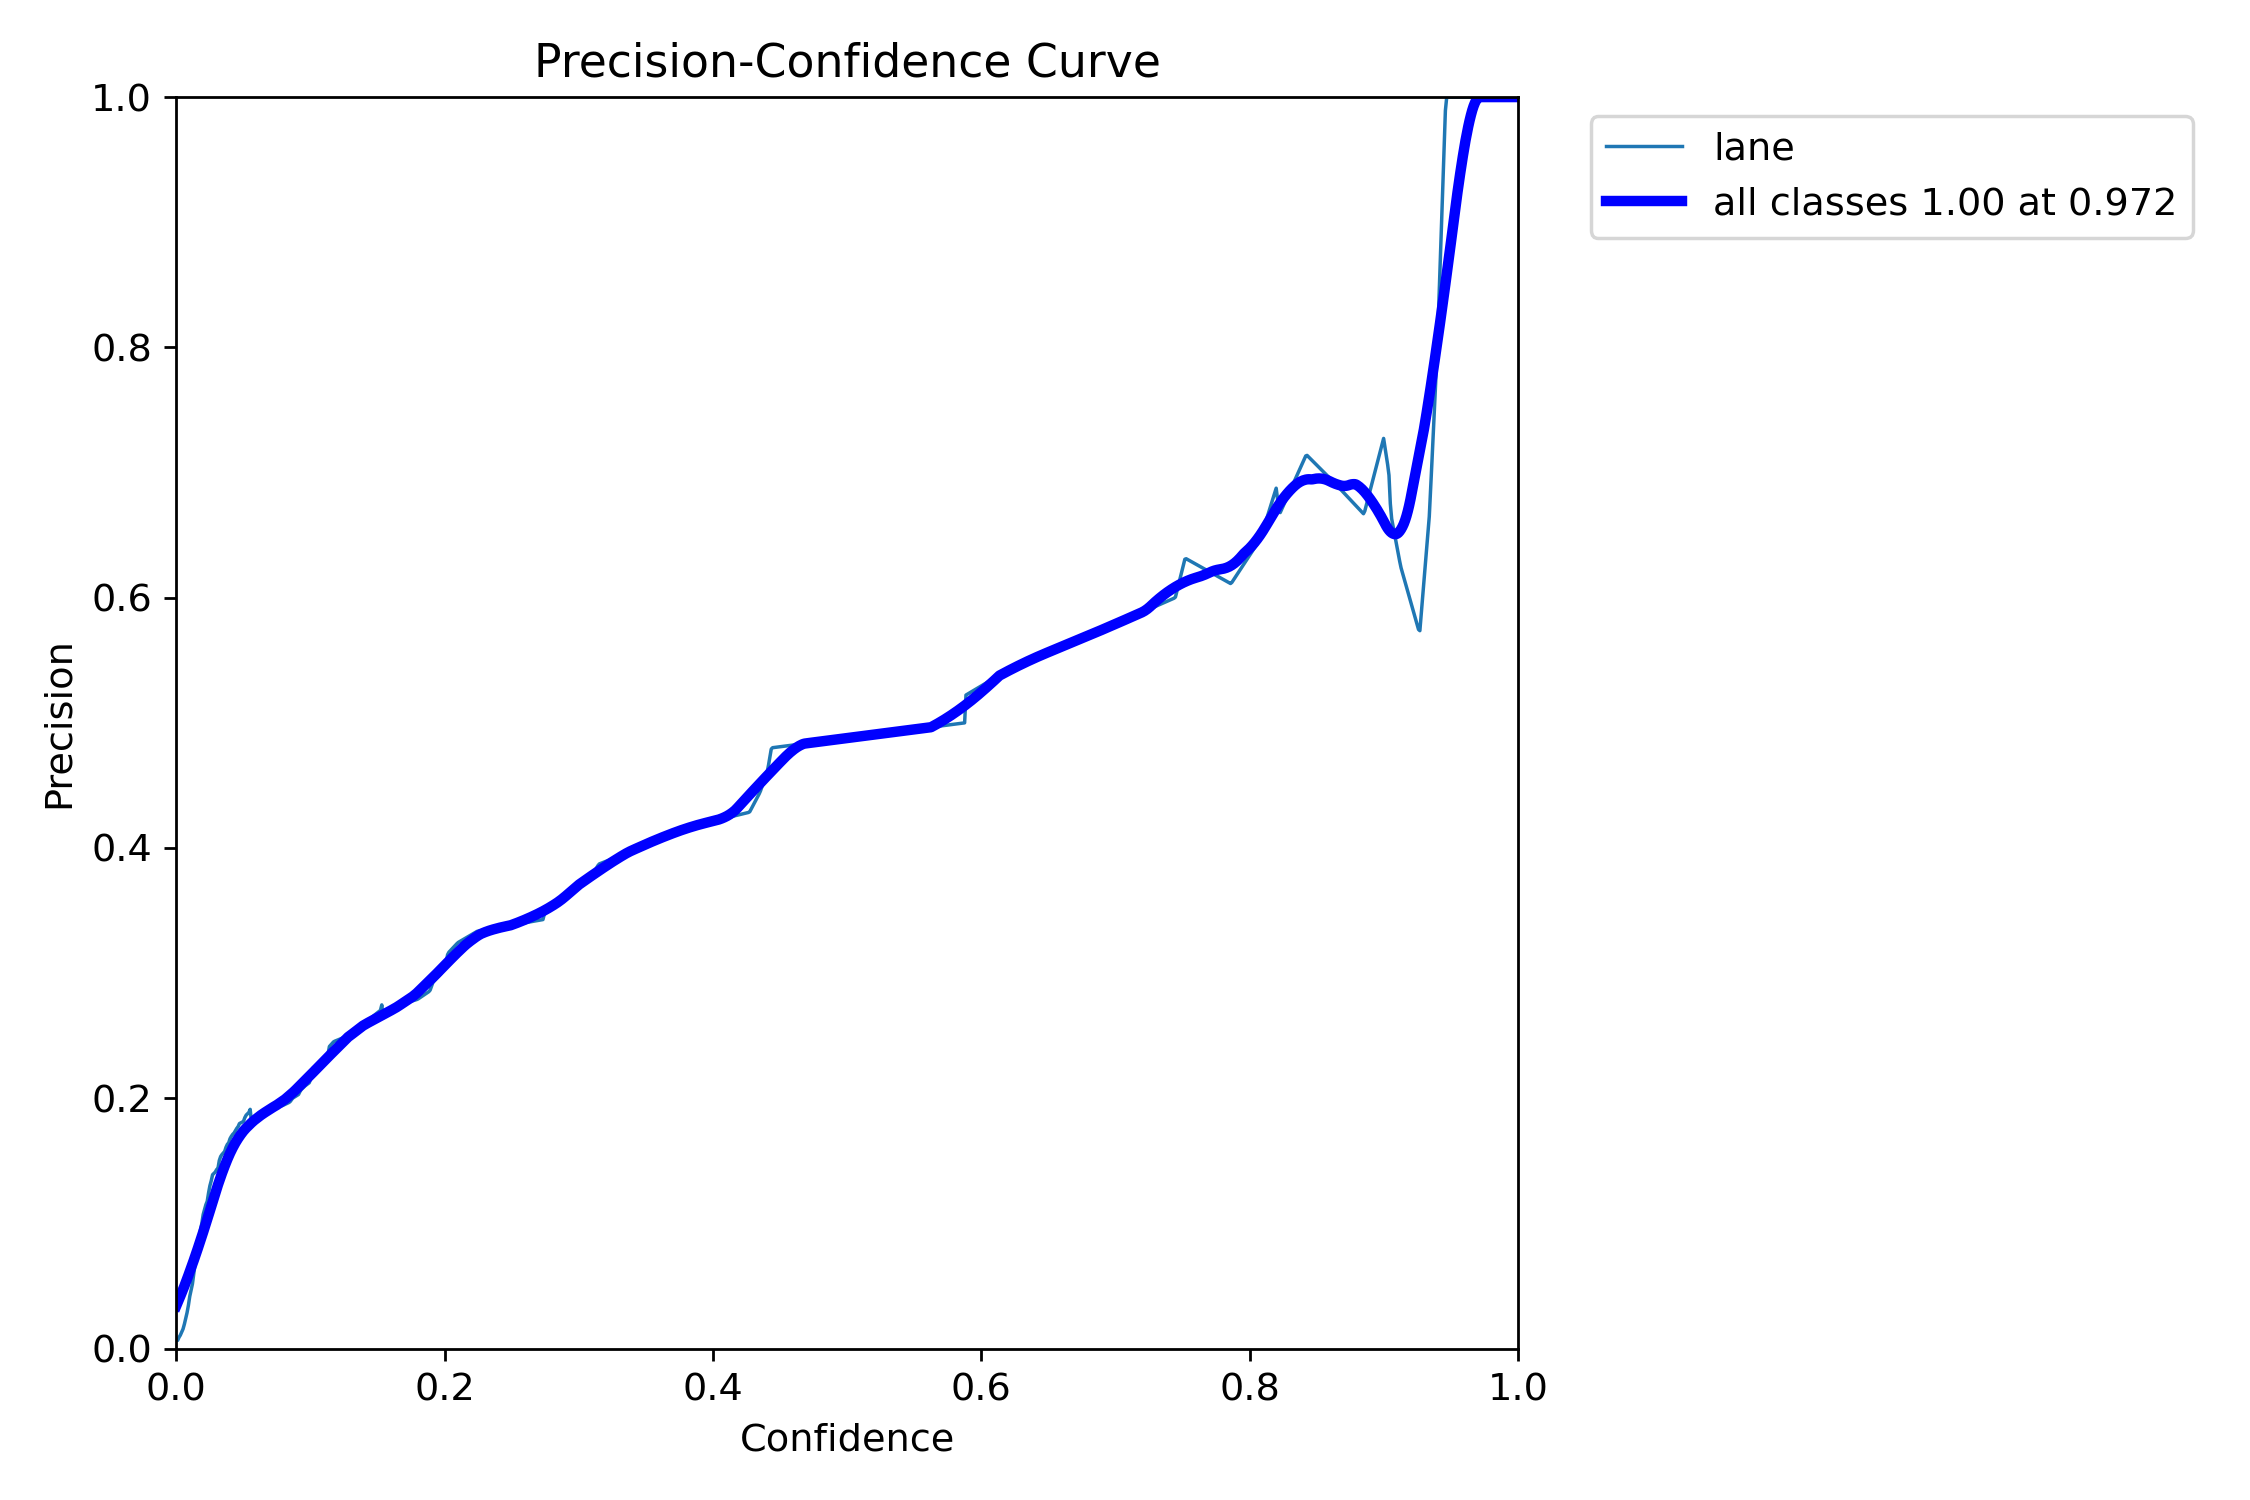 Precision-Confidence Curve
lane
all classes 1.00 at 0.972
1.0
0.8
0.6
0.4
0.2
0.0
Precision
0.0 0.2 0.4 0.6 0.8 1.0
Confidence